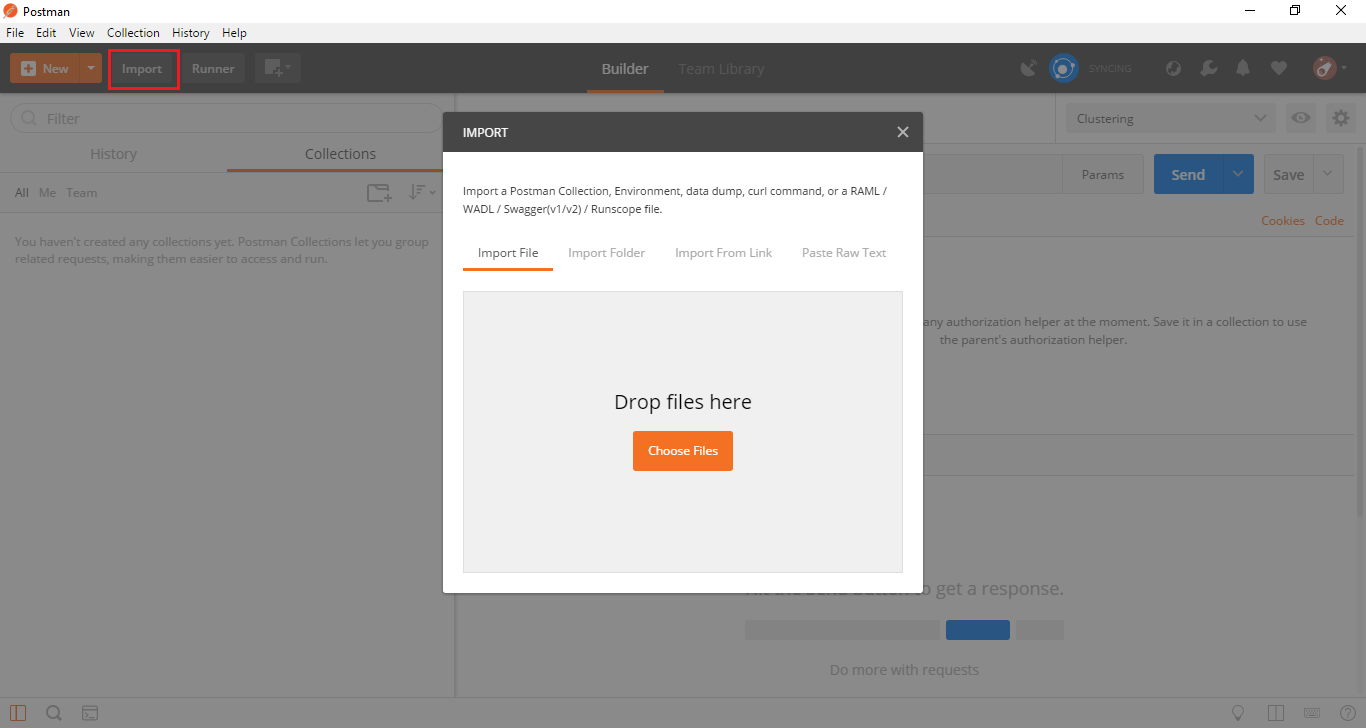 Postman
File Edit View Collection History Help
New Import Runner Builder Team Library SYNCING
Filter
History Collections
All Me Team
You haven't created any collections yet. Postman Collections let you group
related requests, making them easier to access and run.
IMPORT
Import a Postman Collection, Environment, data dump, curl command, or a RAML /
WADL / Swagger(v1/v2) / Runscope file.
Import File Import Folder Import From Link Paste Raw Text
Drop files here
Choose Files
Clustering
Params Send Save
Cookies Code
any authorization helper at the moment. Save it in a collection to use
the parent's authorization helper.
to get a response.
Do more with requests